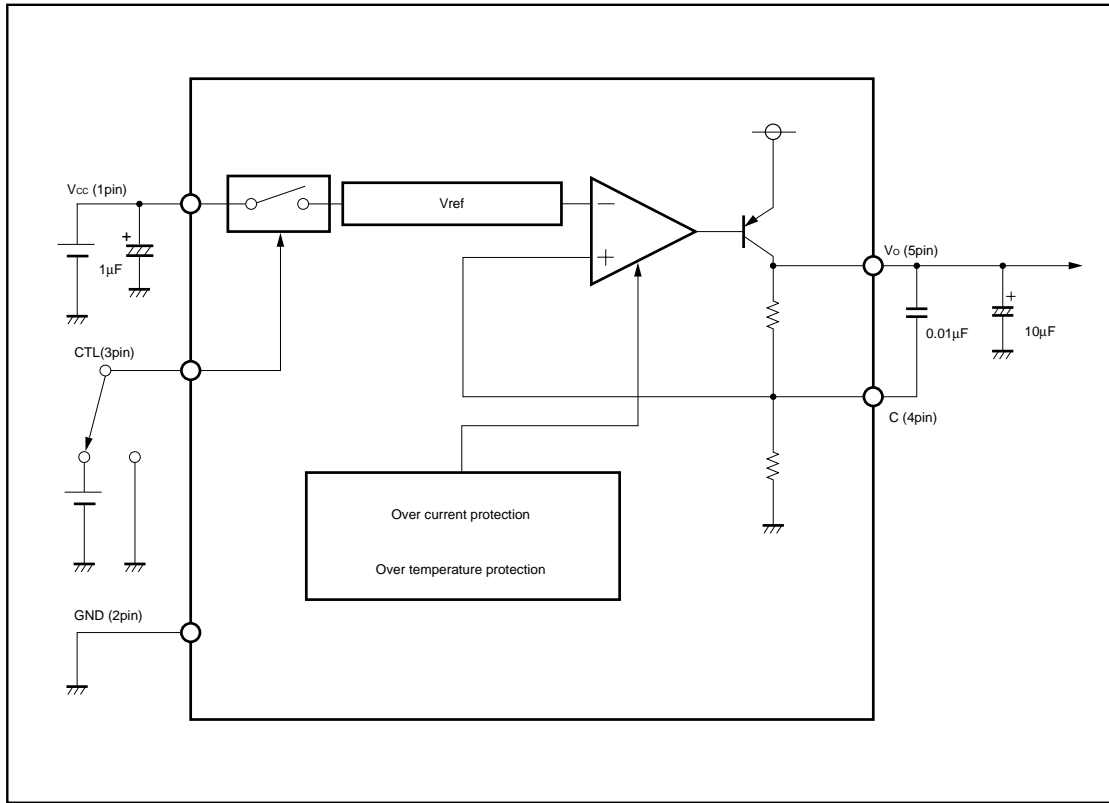 Vcc (1pin)
+
1µF
Vref
−
+
Vo (5pin)
+
0.01µF
10µF
CTL(3pin)
C (4pin)
Over current protection
Over temperature protection
GND (2pin)